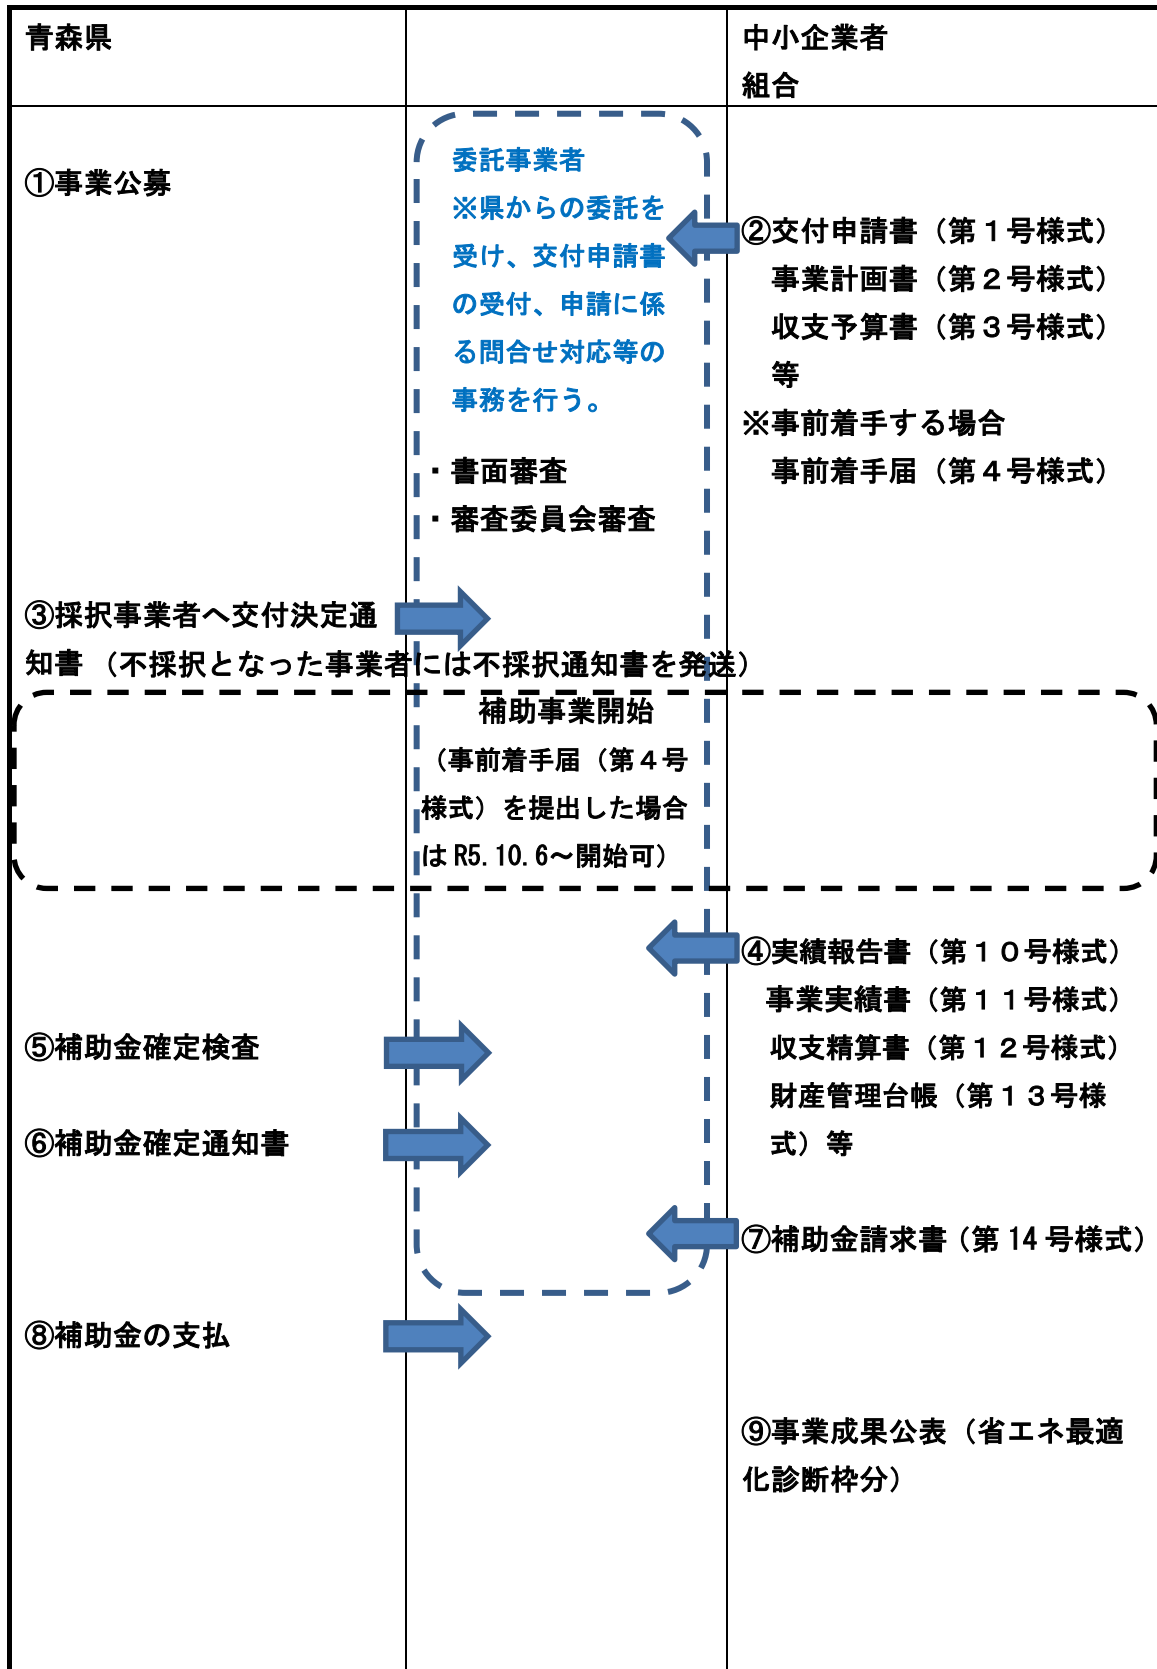 青森県
中小企業者
組合
①事業公募
委託事業者
※県からの委託を
受け、交付申請書
の受付、申請に係
る問合せ対応等の
事務を行う。
・書面審査
・審査委員会審査
②交付申請書（第１号様式）
事業計画書（第２号様式）
収支予算書（第３号様式）
等
※事前着手する場合
事前着手届（第４号様式）
③採択事業者へ交付決定通
知書（不採択となった事業者には不採択通知書を発送）
補助事業開始
（事前着手届（第４号
様式）を提出した場合
は R5.10.6～開始可）
④実績報告書（第１０号様式）
事業実績書（第１１号様式）
収支精算書（第１２号様式）
財産管理台帳（第１３号様
式）等
⑤補助金確定検査
⑥補助金確定通知書
⑦補助金請求書（第 14 号様式）
⑧補助金の支払
⑨事業成果公表（省エネ最適
化診断枠分）